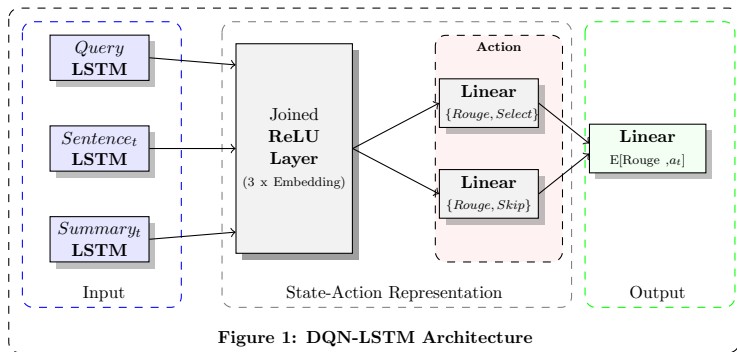 Query
LSTM
Sentence_t
LSTM
Summary_t
LSTM
Input
Joined
ReLU
Layer
(3 x Embedding)
Action
Linear
{Rouge, Select}
Linear
{Rouge, Skip}
State-Action Representation
Linear
E[Rouge ,a_t]
Output
Figure 1: DQN-LSTM Architecture